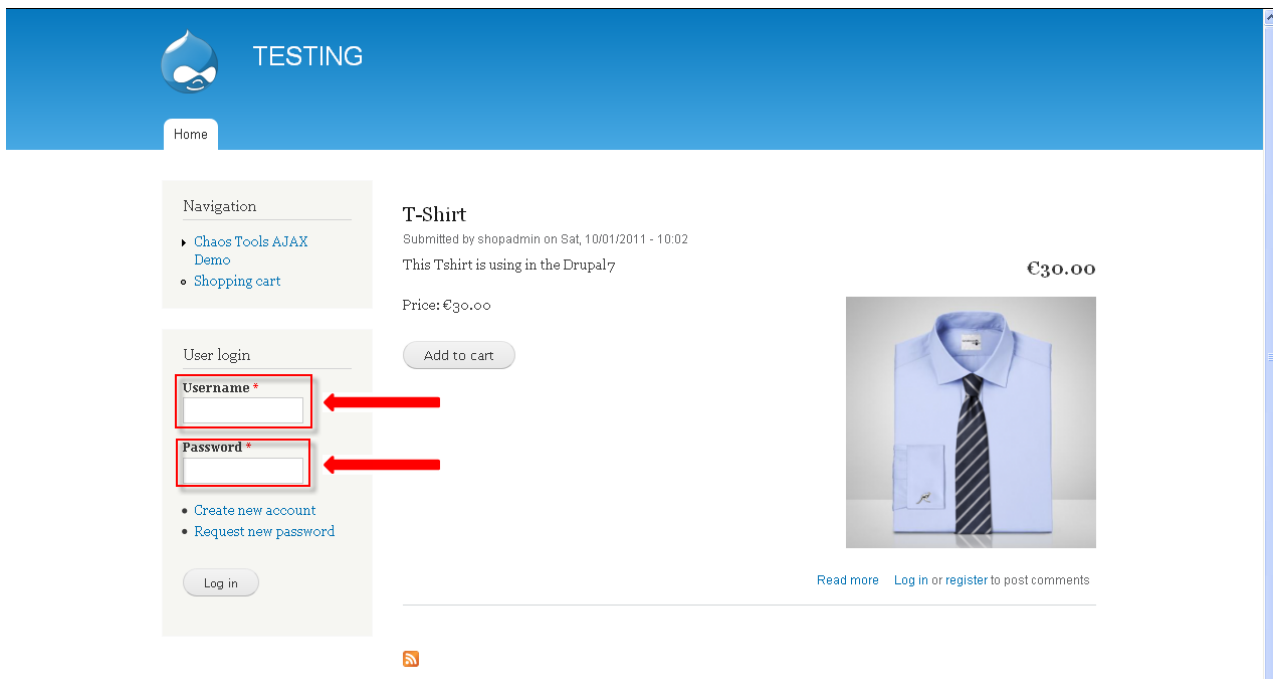 TESTING
Home
Navigation
Chaos Tools AJAX
Demo
Shopping cart
User login
Username *
Password *
Create new account
Request new password
Log in
T-Shirt
Submitted by shopadmin on Sat, 10/01/2011 - 10:02
This Tshirt is using in the Drupal7
€30.00
Price: €30.00
Add to cart
Read more Log in or register to post comments